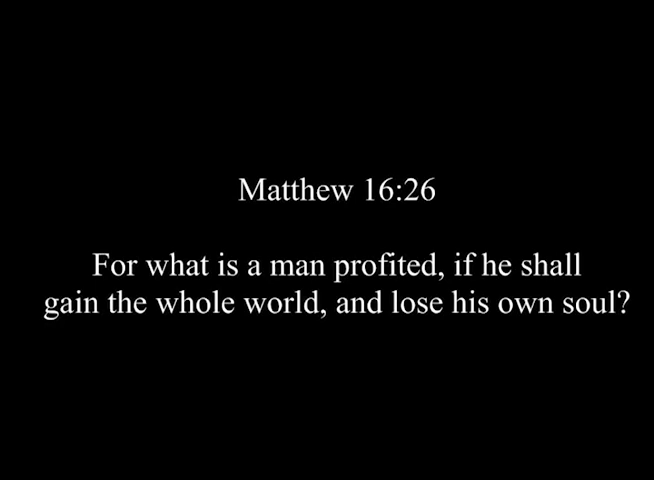 Matthew 16:26
For what is a man profited, if he shall
gain the whole world, and lose his own soul?